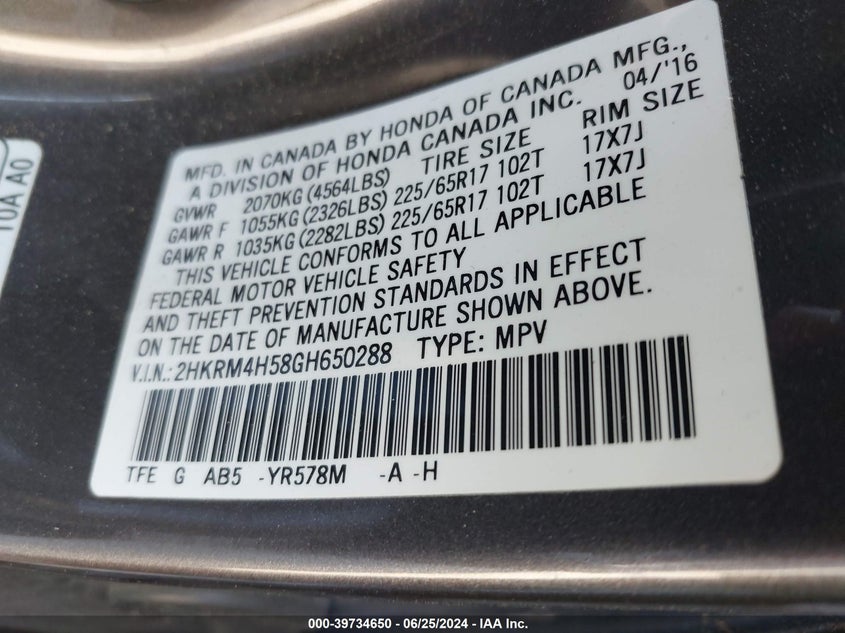 MFD. IN CANADA BY HONDA OF CANADA MFG.,
A DIVISION OF HONDA CANADA INC. 04/'16
GVWR 2070KG (4564LBS) TIRE SIZE RIM SIZE
GAWR F 1055KG (2326LBS) 225/65R17 102T 17X7J
GAWR R 1035KG (2282LBS) 225/65R17 102T 17X7J
THIS VEHICLE CONFORMS TO ALL APPLICABLE
FEDERAL MOTOR VEHICLE SAFETY
AND THEFT PREVENTION STANDARDS IN EFFECT
ON THE DATE OF MANUFACTURE SHOWN ABOVE.
V.I.N.: 2HKRM4H58GH650288 TYPE: MPV
TFE G AB5 -YR578M -A -H
10A A0
000-39734650 - 06/25/2024 - IAA Inc.